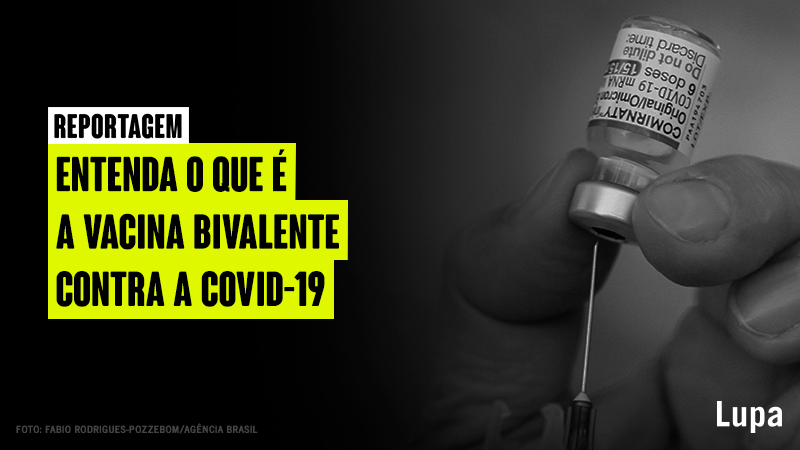 REPORTAGEM
ENTENDA O QUE É
A VACINA BIVALENTE
CONTRA A COVID-19
Discard time:
Do not dilute
6 doses
COVID-19 mRNA
Original/Omicron
COMIRNATY
PAA194703
FOTO: FABIO RODRIGUES-POZZEBOM/AGÊNCIA BRASIL
Lupa